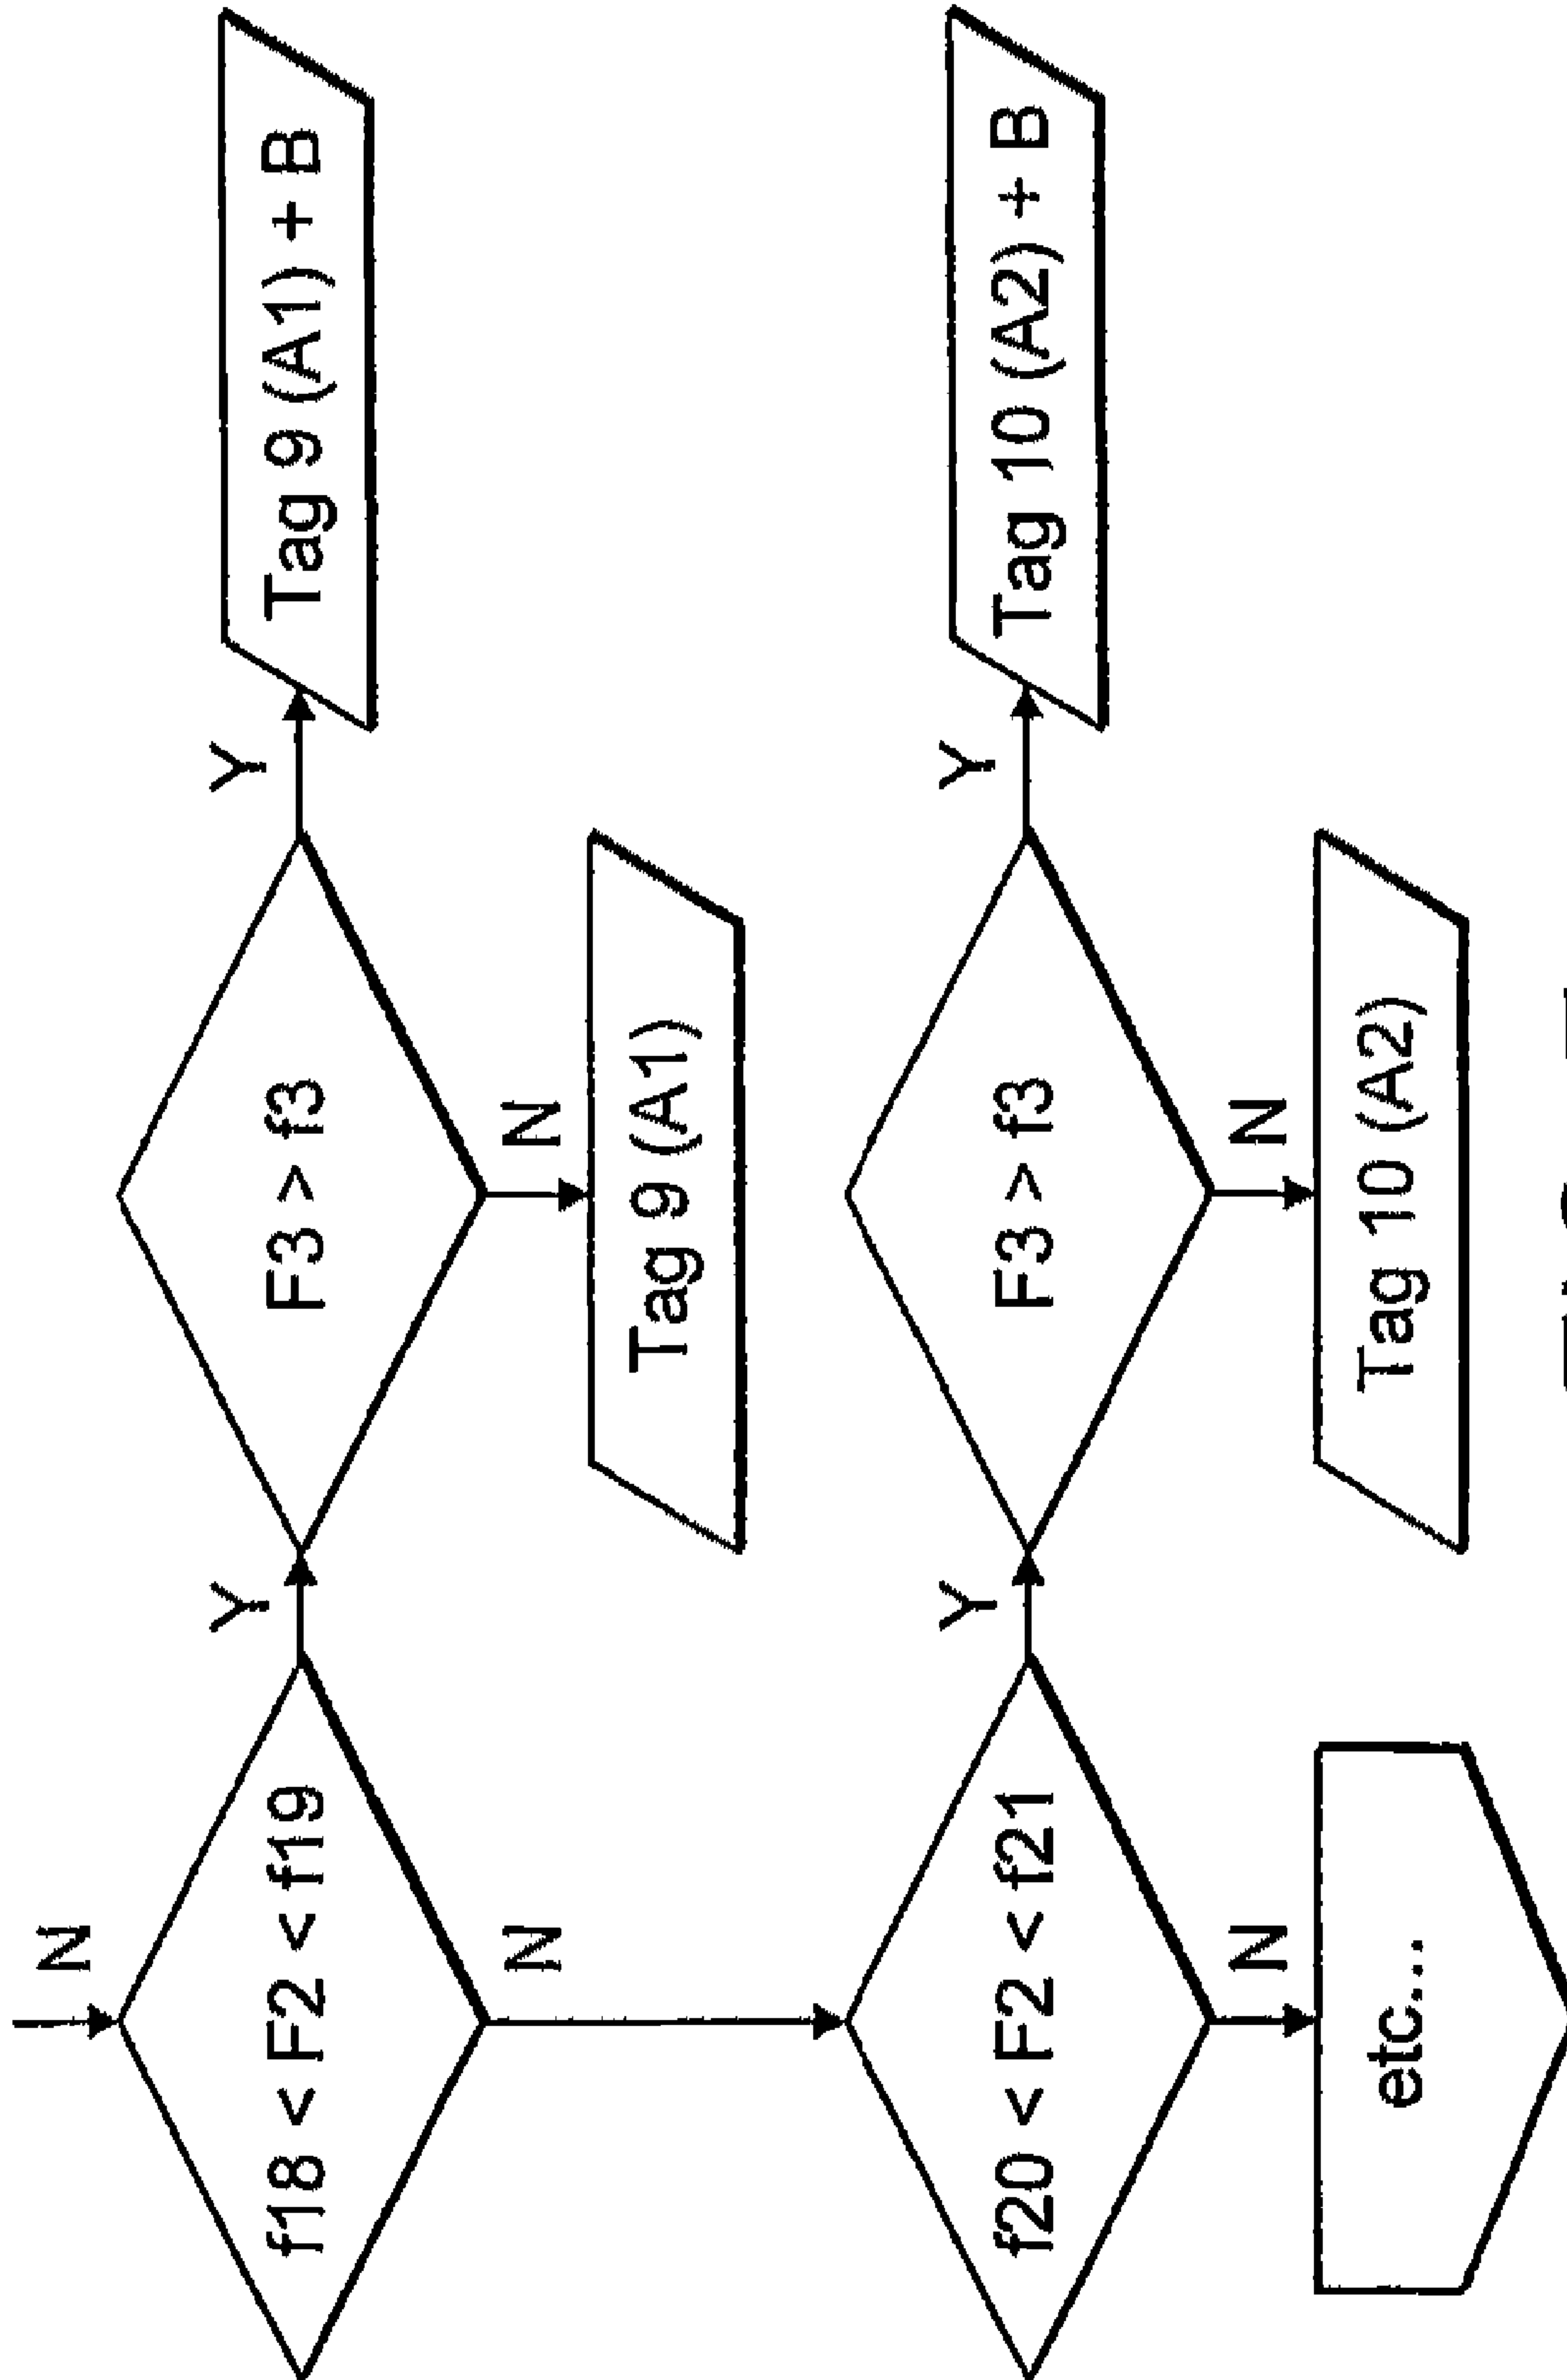 N
f18 < F2 < f19
Y
F3 > f3
Y
Tag 9 (A1) + B
N
N
Tag 9 (A1)
f20 < F2 < f21
Y
F3 > f3
Y
Tag 10 (A2) + B
N
N
etc...
Tag 10 (A2)